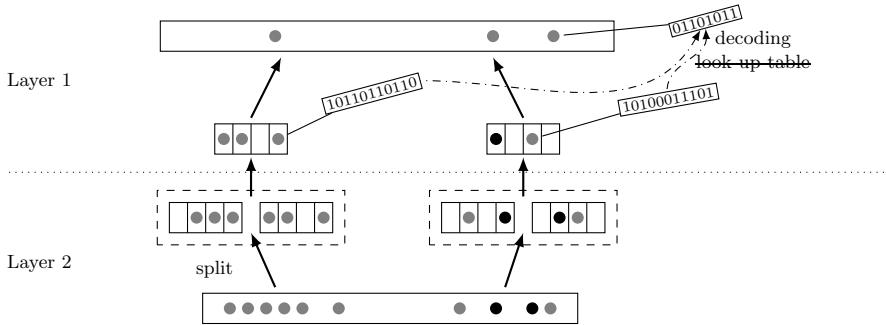 01101011
decoding
look-up table
Layer 1
10110110110
10100011101
Layer 2
split